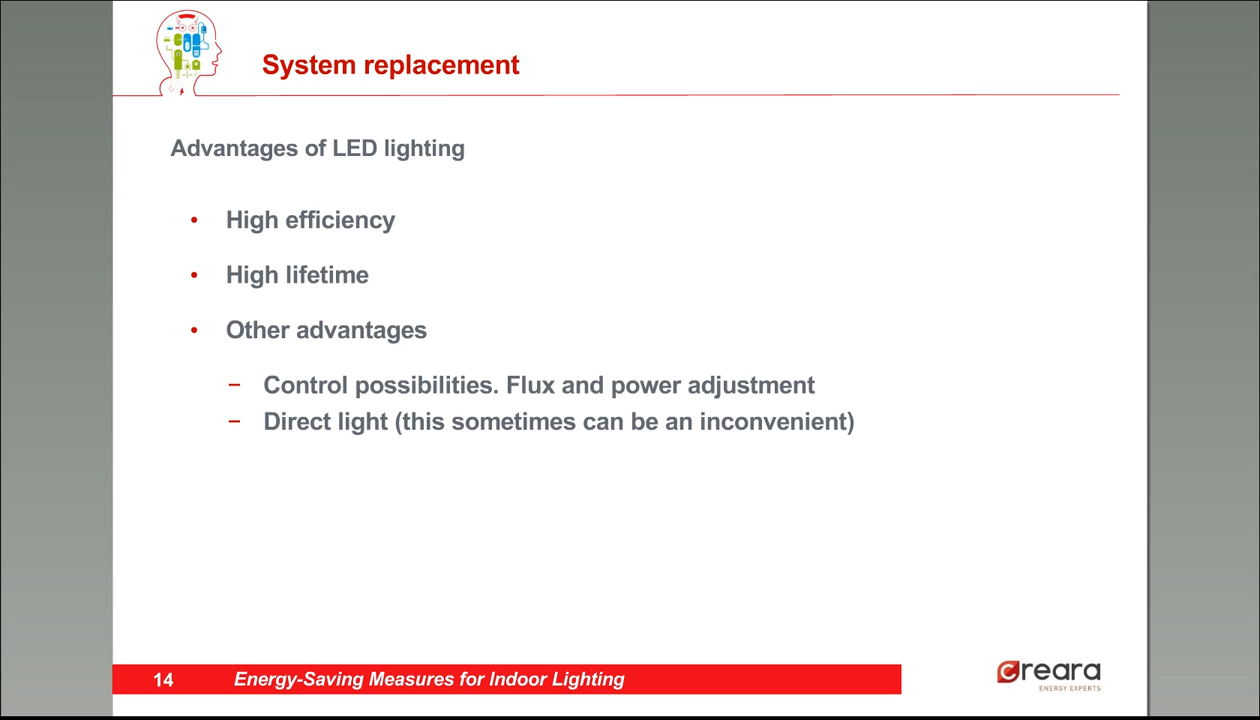 System replacement
Advantages of LED lighting
• High efficiency
• High lifetime
• Other advantages
– Control possibilities. Flux and power adjustment
– Direct light (this sometimes can be an inconvenient)
14 Energy-Saving Measures for Indoor Lighting
creara
ENERGY EXPERTS